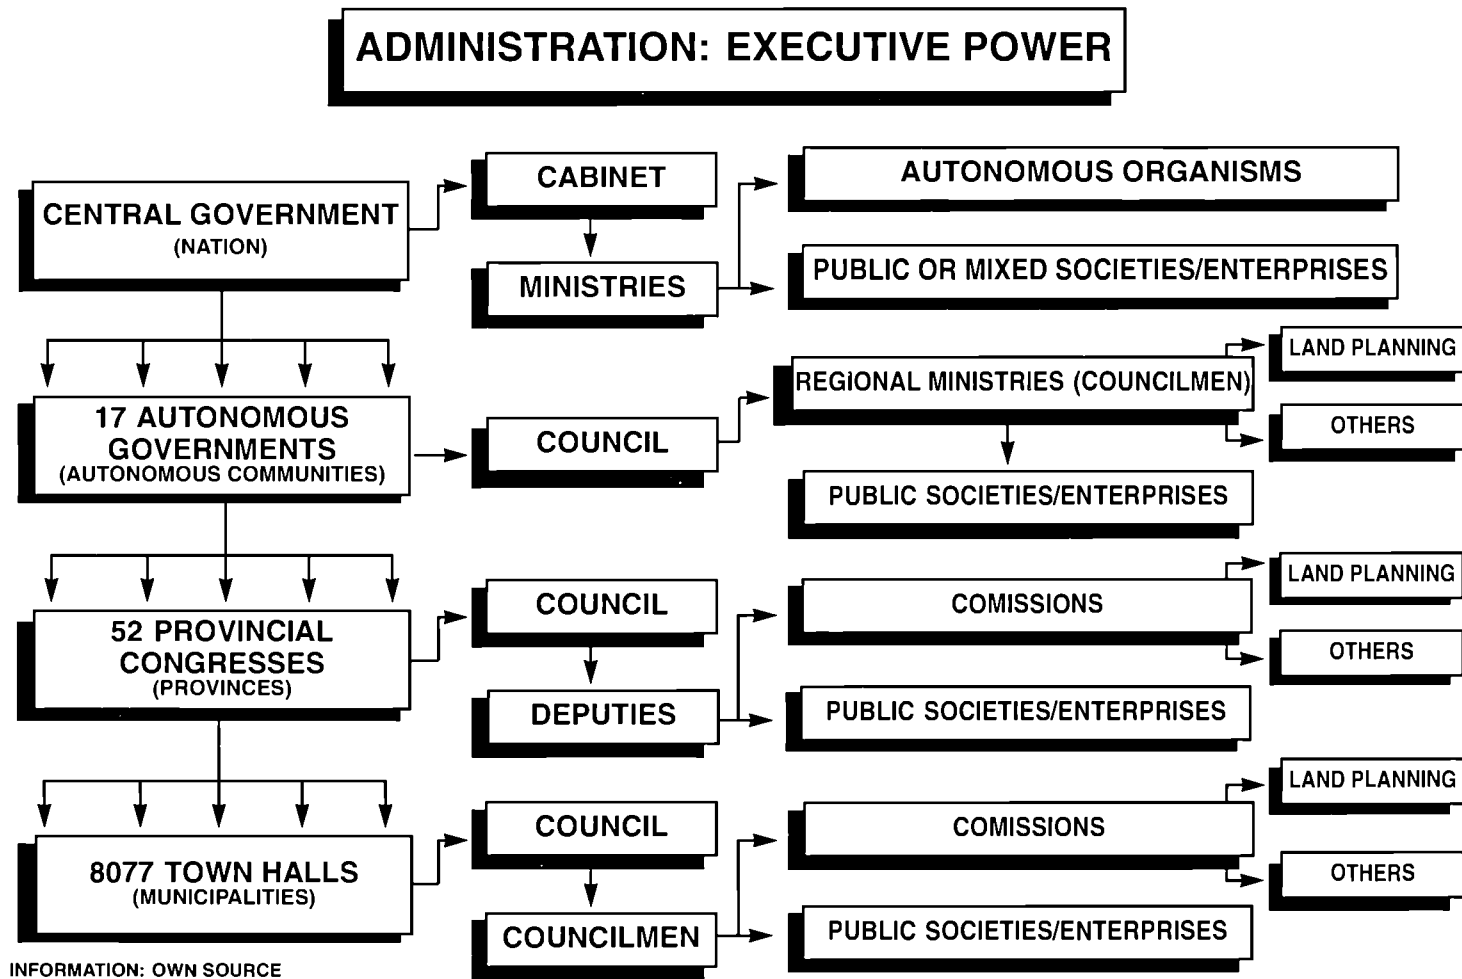 ADMINISTRATION: EXECUTIVE POWER
CENTRAL GOVERNMENT
(NATION)
CABINET
MINISTRIES
AUTONOMOUS ORGANISMS
PUBLIC OR MIXED SOCIETIES/ENTERPRISES
17 AUTONOMOUS
GOVERNMENTS
(AUTONOMOUS COMMUNITIES)
COUNCIL
REGIONAL MINISTRIES (COUNCILMEN)
LAND PLANNING
OTHERS
PUBLIC SOCIETIES/ENTERPRISES
52 PROVINCIAL
CONGRESSES
(PROVINCES)
COUNCIL
DEPUTIES
COMISSIONS
LAND PLANNING
OTHERS
PUBLIC SOCIETIES/ENTERPRISES
8077 TOWN HALLS
(MUNICIPALITIES)
COUNCIL
COUNCILMEN
COMISSIONS
LAND PLANNING
OTHERS
PUBLIC SOCIETIES/ENTERPRISES
INFORMATION: OWN SOURCE